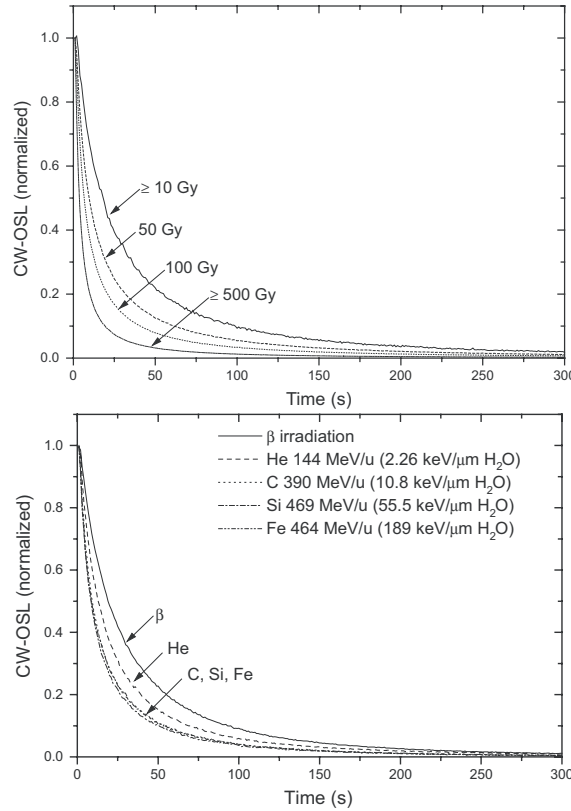 1.0
0.8
0.6
0.4
0.2
0.0
CW-OSL (normalized)
≥ 10 Gy
50 Gy
100 Gy
≥ 500 Gy
0 50 100 150 200 250 300
Time (s)
1.0
0.8
0.6
0.4
0.2
0.0
CW-OSL (normalized)
β irradiation
He 144 MeV/u (2.26 keV/μm H₂O)
C 390 MeV/u (10.8 keV/μm H₂O)
Si 469 MeV/u (55.5 keV/μm H₂O)
Fe 464 MeV/u (189 keV/μm H₂O)
β
He
C, Si, Fe
0 50 100 150 200 250 300
Time (s)